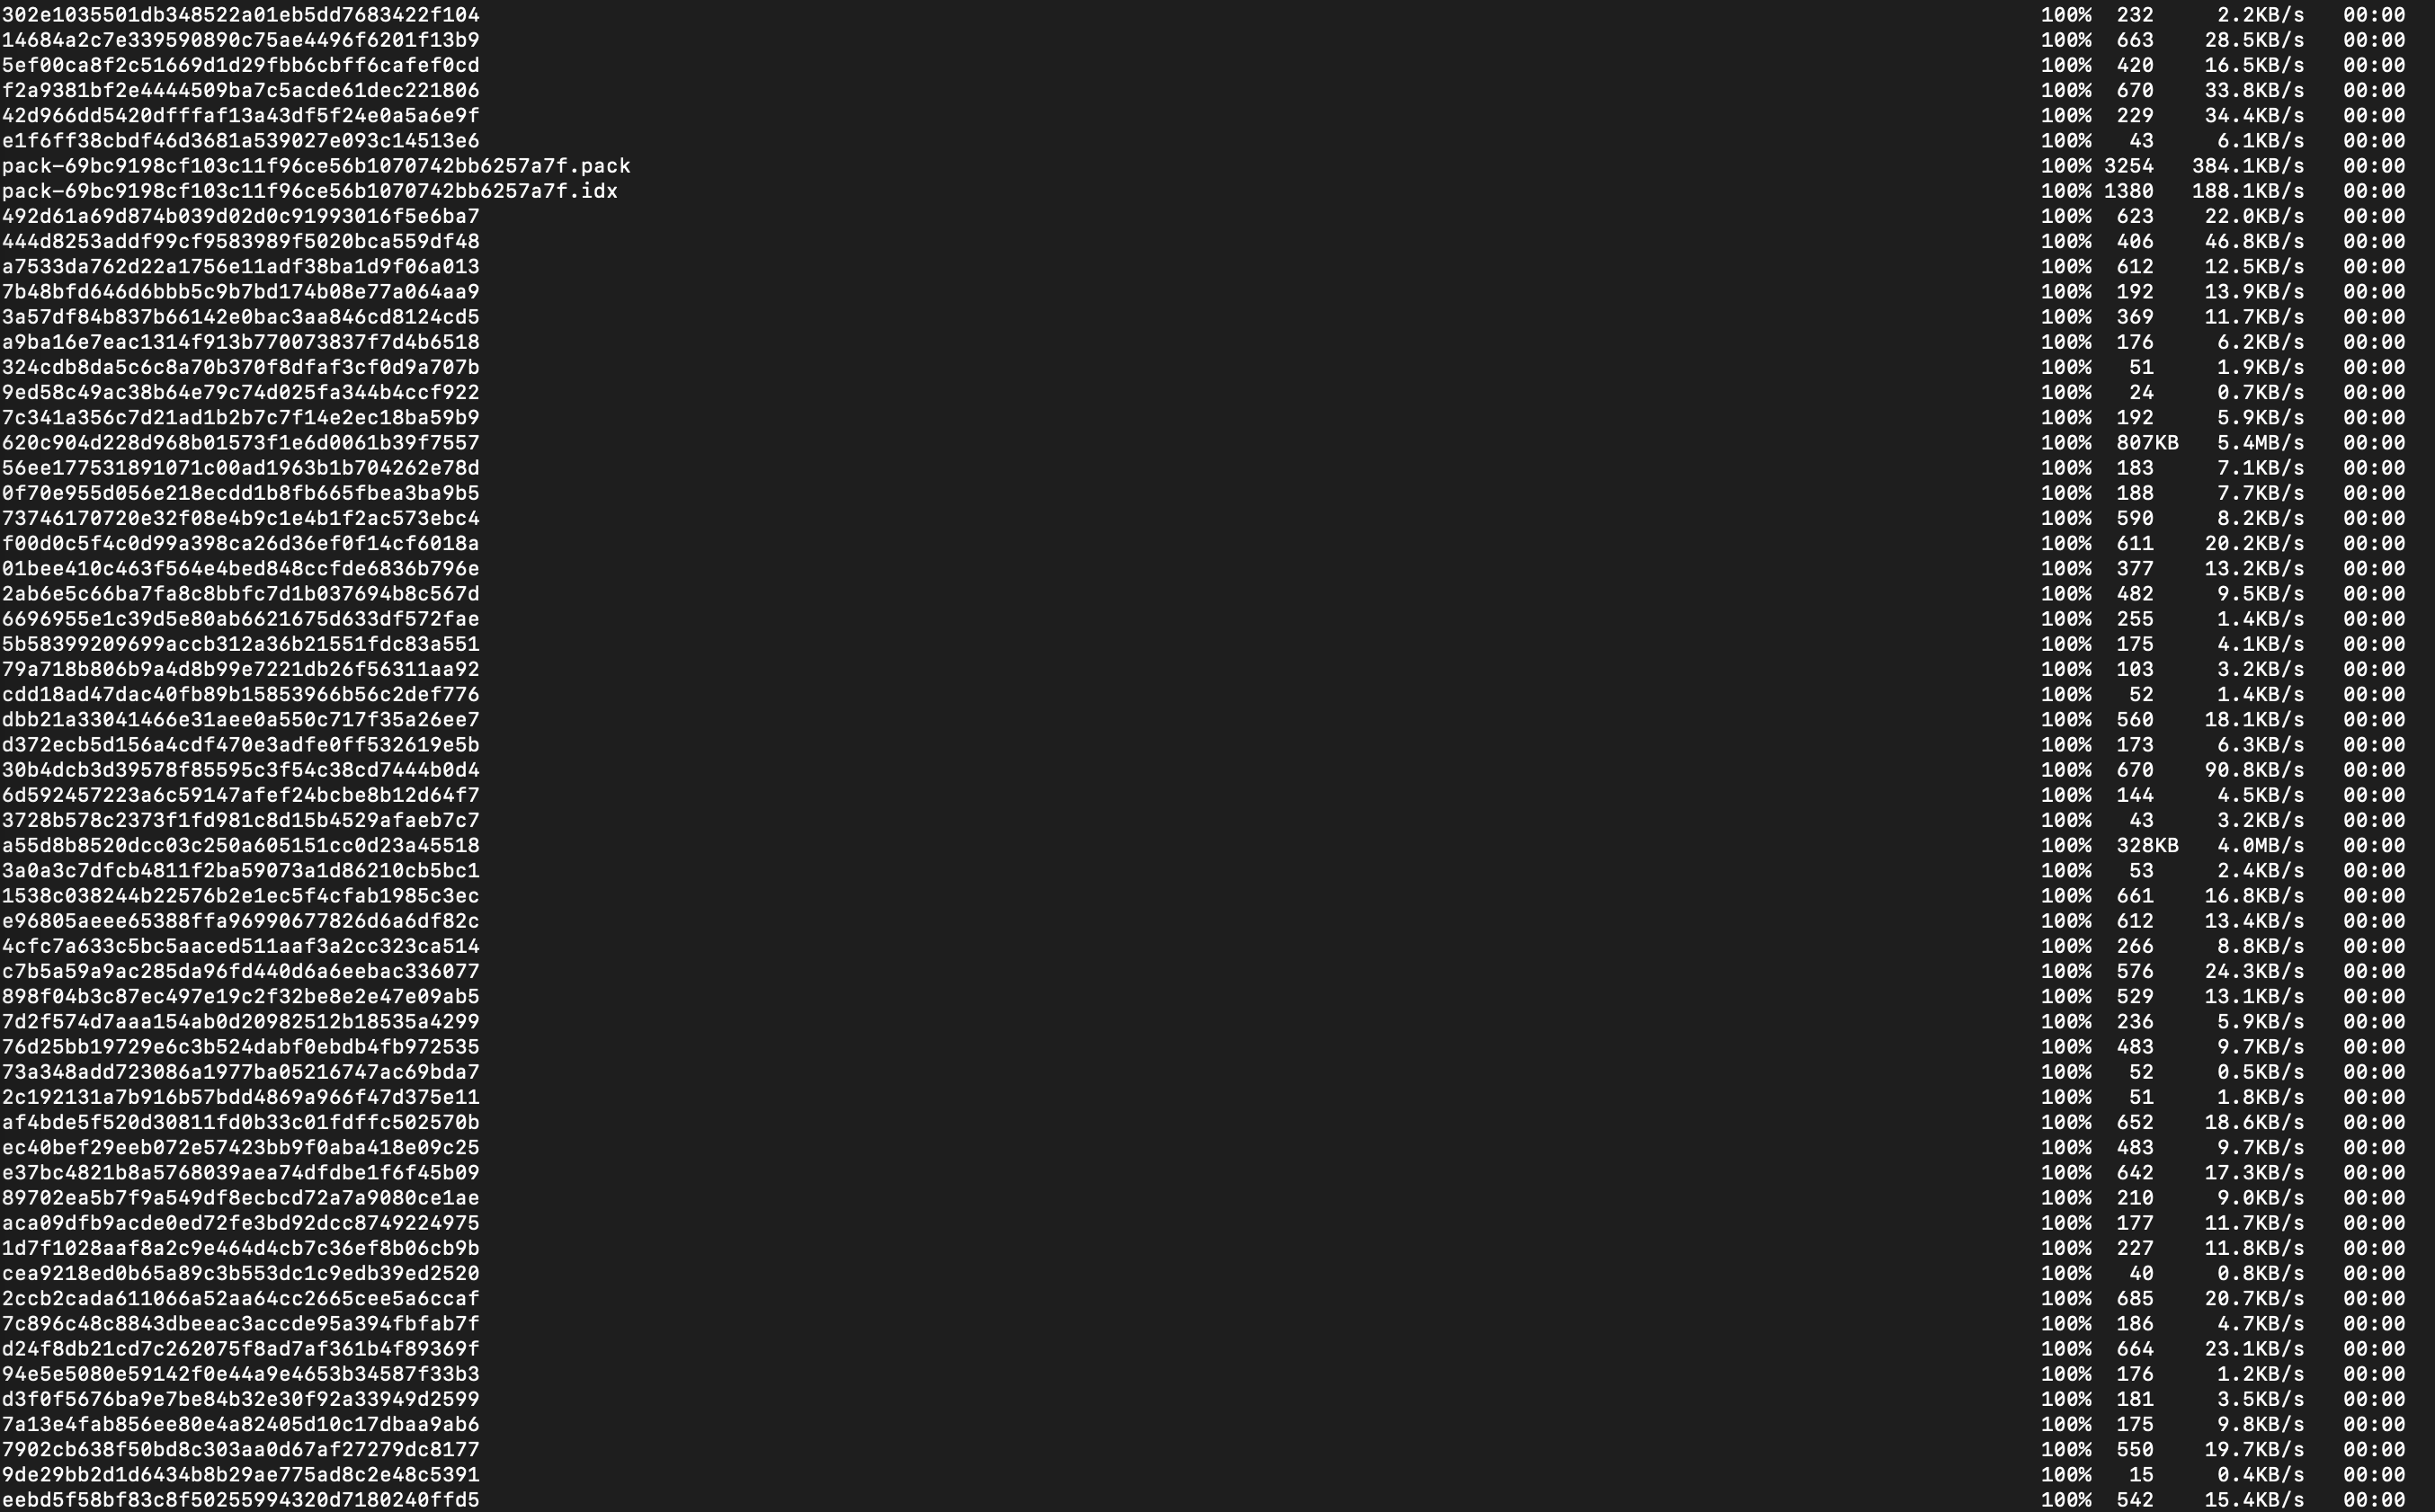 302e1035501db348522a01eb5dd7683422f104 100% 232 2.2KB/s 00:00
14684a2c7e339590890c75ae4496f6201f13b9 100% 663 28.5KB/s 00:00
5ef00ca8f2c51669d1d29fbb6cbff6cafef0cd 100% 420 16.5KB/s 00:00
f2a9381bf2e4444509ba7c5acde61dec221806 100% 670 33.8KB/s 00:00
42d966dd5420dfffaf13a43df5f24e0a5a6e9f 100% 229 34.4KB/s 00:00
e1f6ff38cbdf46d3681a539027e093c14513e6 100% 43 6.1KB/s 00:00
pack-69bc9198cf103c11f96ce56b1070742bb6257a7f.pack 100% 3254 384.1KB/s 00:00
pack-69bc9198cf103c11f96ce56b1070742bb6257a7f.idx 100% 1380 188.1KB/s 00:00
492d61a69d874b039d02d0c91993016f5e6ba7 100% 623 22.0KB/s 00:00
444d8253addf99cf9583989f5020bca559df48 100% 406 46.8KB/s 00:00
a7533da762d22a1756e11adf38ba1d9f06a013 100% 612 12.5KB/s 00:00
7b48bfd646d6bbb5c9b7bd174b08e77a064aa9 100% 192 13.9KB/s 00:00
3a57df84b837b66142e0bac3aa846cd8124cd5 100% 369 11.7KB/s 00:00
a9ba16e7eac1314f913b770073837f7d4b6518 100% 176 6.2KB/s 00:00
324cdb8da5c6c8a70b370f8dfaf3cf0d9a707b 100% 51 1.9KB/s 00:00
9ed58c49ac38b64e79c74d025fa344b4ccf922 100% 24 0.7KB/s 00:00
7c341a356c7d21ad1b2b7c7f14e2ec18ba59b9 100% 192 5.9KB/s 00:00
620c904d228d968b01573f1e6d0061b39f7557 100% 807KB 5.4MB/s 00:00
56ee177531891071c00ad1963b1b704262e78d 100% 183 7.1KB/s 00:00
0f70e955d056e218ecdd1b8fb665fbea3ba9b5 100% 188 7.7KB/s 00:00
73746170720e32f08e4b9c1e4b1f2ac573ebc4 100% 590 8.2KB/s 00:00
f00d0c5f4c0d99a398ca26d36ef0f14cf6018a 100% 611 20.2KB/s 00:00
01bee410c463f564e4bed848ccfde6836b796e 100% 377 13.2KB/s 00:00
2ab6e5c66ba7fa8c8bbfc7d1b037694b8c567d 100% 482 9.5KB/s 00:00
6696955e1c39d5e80ab6621675d633df572fae 100% 255 1.4KB/s 00:00
5b58399209699accb312a36b21551fdc83a551 100% 175 4.1KB/s 00:00
79a718b806b9a4d8b99e7221db26f56311aa92 100% 103 3.2KB/s 00:00
cdd18ad47dac40fb89b15853966b56c2def776 100% 52 1.4KB/s 00:00
dbb21a33041466e31aee0a550c717f35a26ee7 100% 560 18.1KB/s 00:00
d372ecb5d156a4cdf470e3adfe0ff532619e5b 100% 173 6.3KB/s 00:00
30b4dcb3d39578f85595c3f54c38cd7444b0d4 100% 670 90.8KB/s 00:00
6d592457223a6c59147afef24bcbe8b12d64f7 100% 144 4.5KB/s 00:00
3728b578c2373f1fd981c8d15b4529afaeb7c7 100% 43 3.2KB/s 00:00
a55d8b8520dcc03c250a605151cc0d23a45518 100% 328KB 4.0MB/s 00:00
3a0a3c7dfcb4811f2ba59073a1d86210cb5bc1 100% 53 2.4KB/s 00:00
1538c038244b22576b2e1ec5f4cfab1985c3ec 100% 661 16.8KB/s 00:00
e96805aeee65388ffa96990677826d6a6df82c 100% 612 13.4KB/s 00:00
4cfc7a633c5bc5aaced511aaf3a2cc323ca514 100% 266 8.8KB/s 00:00
c7b5a59a9ac285da96fd440d6a6eebac336077 100% 576 24.3KB/s 00:00
898f04b3c87ec497e19c2f32be8e2e47e09ab5 100% 529 13.1KB/s 00:00
7d2f574d7aaa154ab0d20982512b18535a4299 100% 236 5.9KB/s 00:00
76d25bb19729e6c3b524dabf0ebdb4fb972535 100% 483 9.7KB/s 00:00
73a348add723086a1977ba05216747ac69bda7 100% 52 0.5KB/s 00:00
2c192131a7b916b57bdd4869a966f47d375e11 100% 51 1.8KB/s 00:00
af4bde5f520d30811fd0b33c01fdffc502570b 100% 652 18.6KB/s 00:00
ec40bef29eeb072e57423bb9f0aba418e09c25 100% 483 9.7KB/s 00:00
e37bc4821b8a5768039aea74dfdbe1f6f45b09 100% 642 17.3KB/s 00:00
89702ea5b7f9a549df8ecbcd72a7a9080ce1ae 100% 210 9.0KB/s 00:00
aca09dfb9acde0ed72fe3bd92dcc8749224975 100% 177 11.7KB/s 00:00
1d7f1028aaf8a2c9e464d4cb7c36ef8b06cb9b 100% 227 11.8KB/s 00:00
cea9218ed0b65a89c3b553dc1c9edb39ed2520 100% 40 0.8KB/s 00:00
2ccb2cada611066a52aa64cc2665cee5a6ccaf 100% 685 20.7KB/s 00:00
7c896c48c8843dbeeac3accde95a394fbfab7f 100% 186 4.7KB/s 00:00
d24f8db21cd7c262075f8ad7af361b4f89369f 100% 664 23.1KB/s 00:00
94e5e5080e59142f0e44a9e4653b34587f33b3 100% 176 1.2KB/s 00:00
d3f0f5676ba9e7be84b32e30f92a33949d2599 100% 181 3.5KB/s 00:00
7a13e4fab856ee80e4a82405d10c17dbaa9ab6 100% 175 9.8KB/s 00:00
7902cb638f50bd8c303aa0d67af27279dc8177 100% 550 19.7KB/s 00:00
9de29bb2d1d6434b8b29ae775ad8c2e48c5391 100% 15 0.4KB/s 00:00
eebd5f58bf83c8f50255994320d7180240ffd5 100% 542 15.4KB/s 00:00